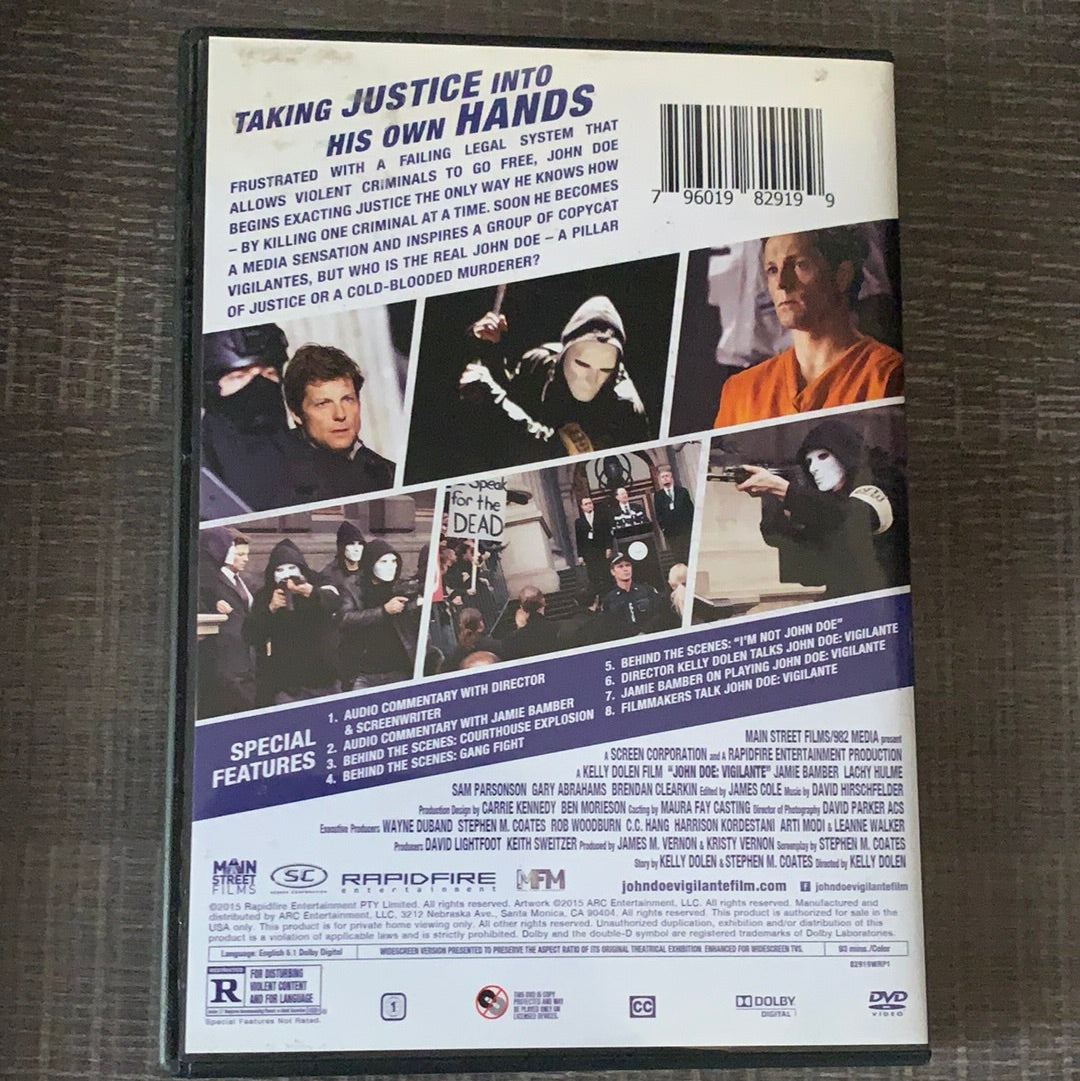 TAKING JUSTICE INTO
HIS OWN HANDS
FRUSTRATED WITH A FAILING LEGAL SYSTEM THAT
ALLOWS VIOLENT CRIMINALS TO GO FREE, JOHN DOE
BEGINS EXACTING JUSTICE THE ONLY WAY HE KNOWS HOW
– BY KILLING ONE CRIMINAL AT A TIME. SOON HE BECOMES
A MEDIA SENSATION AND INSPIRES A GROUP OF COPYCAT
VIGILANTES, BUT WHO IS THE REAL JOHN DOE – A PILLAR
OF JUSTICE OR A COLD-BLOODED MURDERER?
7 96019 82919 9
Speak
for the
DEAD
SPECIAL
FEATURES
1. AUDIO COMMENTARY WITH DIRECTOR
& SCREENWRITER
2. AUDIO COMMENTARY WITH JAMIE BAMBER
3. BEHIND THE SCENES: COURTHOUSE EXPLOSION
4. BEHIND THE SCENES: GANG FIGHT
5. BEHIND THE SCENES: "I'M NOT JOHN DOE"
6. DIRECTOR KELLY DOLEN TALKS JOHN DOE: VIGILANTE
7. JAMIE BAMBER ON PLAYING JOHN DOE: VIGILANTE
8. FILMMAKERS TALK JOHN DOE: VIGILANTE
MAIN STREET FILMS/982 MEDIA present
A SCREEN CORPORATION and A RAPIDFIRE ENTERTAINMENT PRODUCTION
A KELLY DOLEN FILM "JOHN DOE: VIGILANTE" JAMIE BAMBER LACHY HULME
SAM PARSONSON GARY ABRAHAMS BRENDAN CLEARKIN Edited by JAMES COLE Music by DAVID HIRSCHFELDER
Production Design by CARRIE KENNEDY BEN MORIESON Casting by MAURA FAY CASTING Director of Photography DAVID PARKER ACS
Executive Producers WAYNE DUBAND STEPHEN M. COATES ROB WOODBURN C.C. HANG HARRISON KORDESTANI ARTI MODI & LEANNE WALKER
Producers DAVID LIGHTFOOT KEITH SWEITZER Produced by JAMES M. VERNON & KRISTY VERNON Screenplay by STEPHEN M. COATES
Story by KELLY DOLEN & STEPHEN M. COATES Directed by KELLY DOLEN
MAIN
STREET
FILMS
SC
SCREEN CORPORATION
RAPIDFIRE
entertainment
MFM
johndoevigilantefilm.com
f johndoevigilantefilm
©2015 Rapidfire Entertainment PTY Limited. All rights reserved. Artwork ©2015 ARC Entertainment, LLC. All rights reserved. Manufactured and
distributed by ARC Entertainment, LLC, 3212 Nebraska Ave., Santa Monica, CA 90404. All rights reserved. This product is authorized for sale in the
USA only. This product is for private home viewing only. All other rights reserved. Unauthorized duplication, exhibition and/or distribution of this
product is a violation of applicable laws and is strictly prohibited. Dolby and the double-D symbol are registered trademarks of Dolby Laboratories.
Language: English 5.1 Dolby Digital
WIDESCREEN VERSION PRESENTED TO PRESERVE THE ASPECT RATIO OF ITS ORIGINAL THEATRICAL EXHIBITION. ENHANCED FOR WIDESCREEN TVS.
93 mins./Color
82919WRP1
RESTRICTED
R
FOR DISTURBING
VIOLENT CONTENT
AND FOR LANGUAGE
Special Features Not Rated.
1
THIS DVD IS COPY
PROTECTED AND MAY
BE PLAYED ONLY ON
LICENSED DEVICES.
CC
DOLBY
DIGITAL
DVD
VIDEO